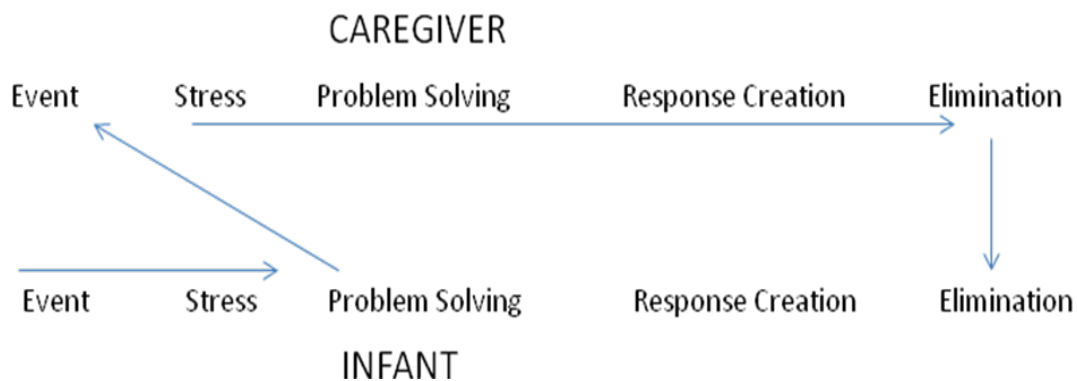 CAREGIVER
Event Stress Problem Solving Response Creation Elimination
Event Stress Problem Solving Response Creation Elimination
INFANT